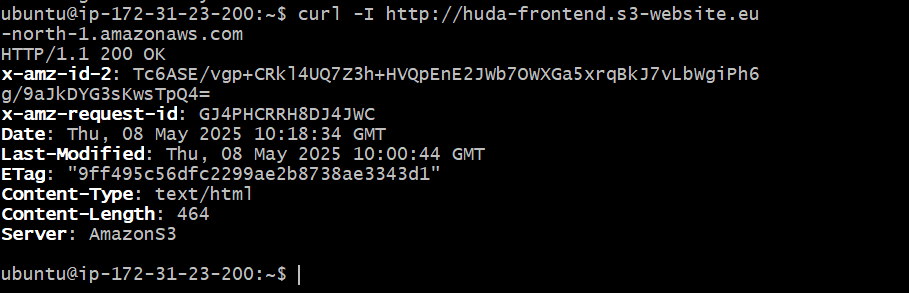 ubuntu@ip-172-31-23-200:~$ curl -I http://huda-frontend.s3-website.eu
-north-1.amazonaws.com
HTTP/1.1 200 OK
x-amz-id-2: Tc6ASE/vgp+CRkl4UQ7Z3h+HVQpEnE2JWb7OWXGa5xrqBkJ7vLbWgiPh6
g/9aJkDYG3sKwsTpQ4=
x-amz-request-id: GJ4PHCRRH8DJ4JWC
Date: Thu, 08 May 2025 10:18:34 GMT
Last-Modified: Thu, 08 May 2025 10:00:44 GMT
ETag: "9ff495c56dfc2299ae2b8738ae3343d1"
Content-Type: text/html
Content-Length: 464
Server: AmazonS3
ubuntu@ip-172-31-23-200:~$